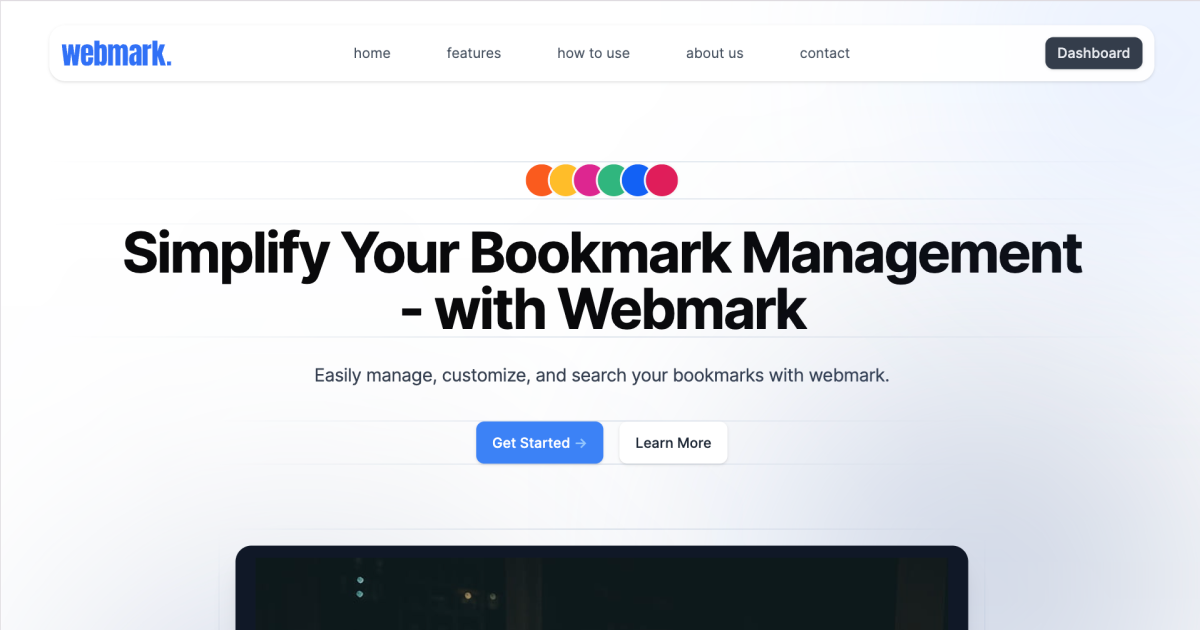 webmark.
home
features
how to use
about us
contact
Dashboard
Simplify Your Bookmark Management
- with Webmark
Easily manage, customize, and search your bookmarks with webmark.
Get Started →
Learn More